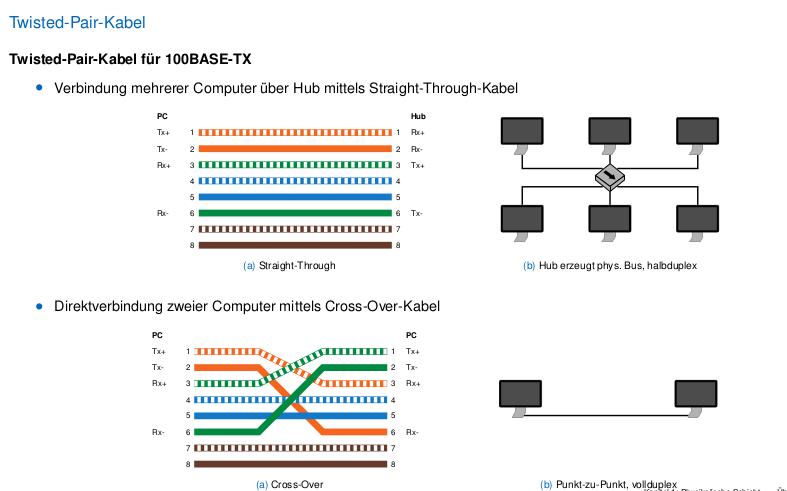 Twisted-Pair-Kabel
Twisted-Pair-Kabel für 100BASE-TX
● Verbindung mehrerer Computer über Hub mittels Straight-Through-Kabel
PC Hub
Tx+ 1 1 Rx+
Tx- 2 2 Rx-
Rx+ 3 3 Tx+
4 4
5 5
Rx- 6 6 Tx-
7 7
8 8
(a) Straight-Through
(b) Hub erzeugt phys. Bus, halbduplex
● Direktverbindung zweier Computer mittels Cross-Over-Kabel
PC PC
Tx+ 1 1 Tx+
Tx- 2 2 Tx-
Rx+ 3 3 Rx+
4 4
5 5
Rx- 6 6 Rx-
7 7
8 8
(a) Cross-Over
(b) Punkt-zu-Punkt, vollduplex